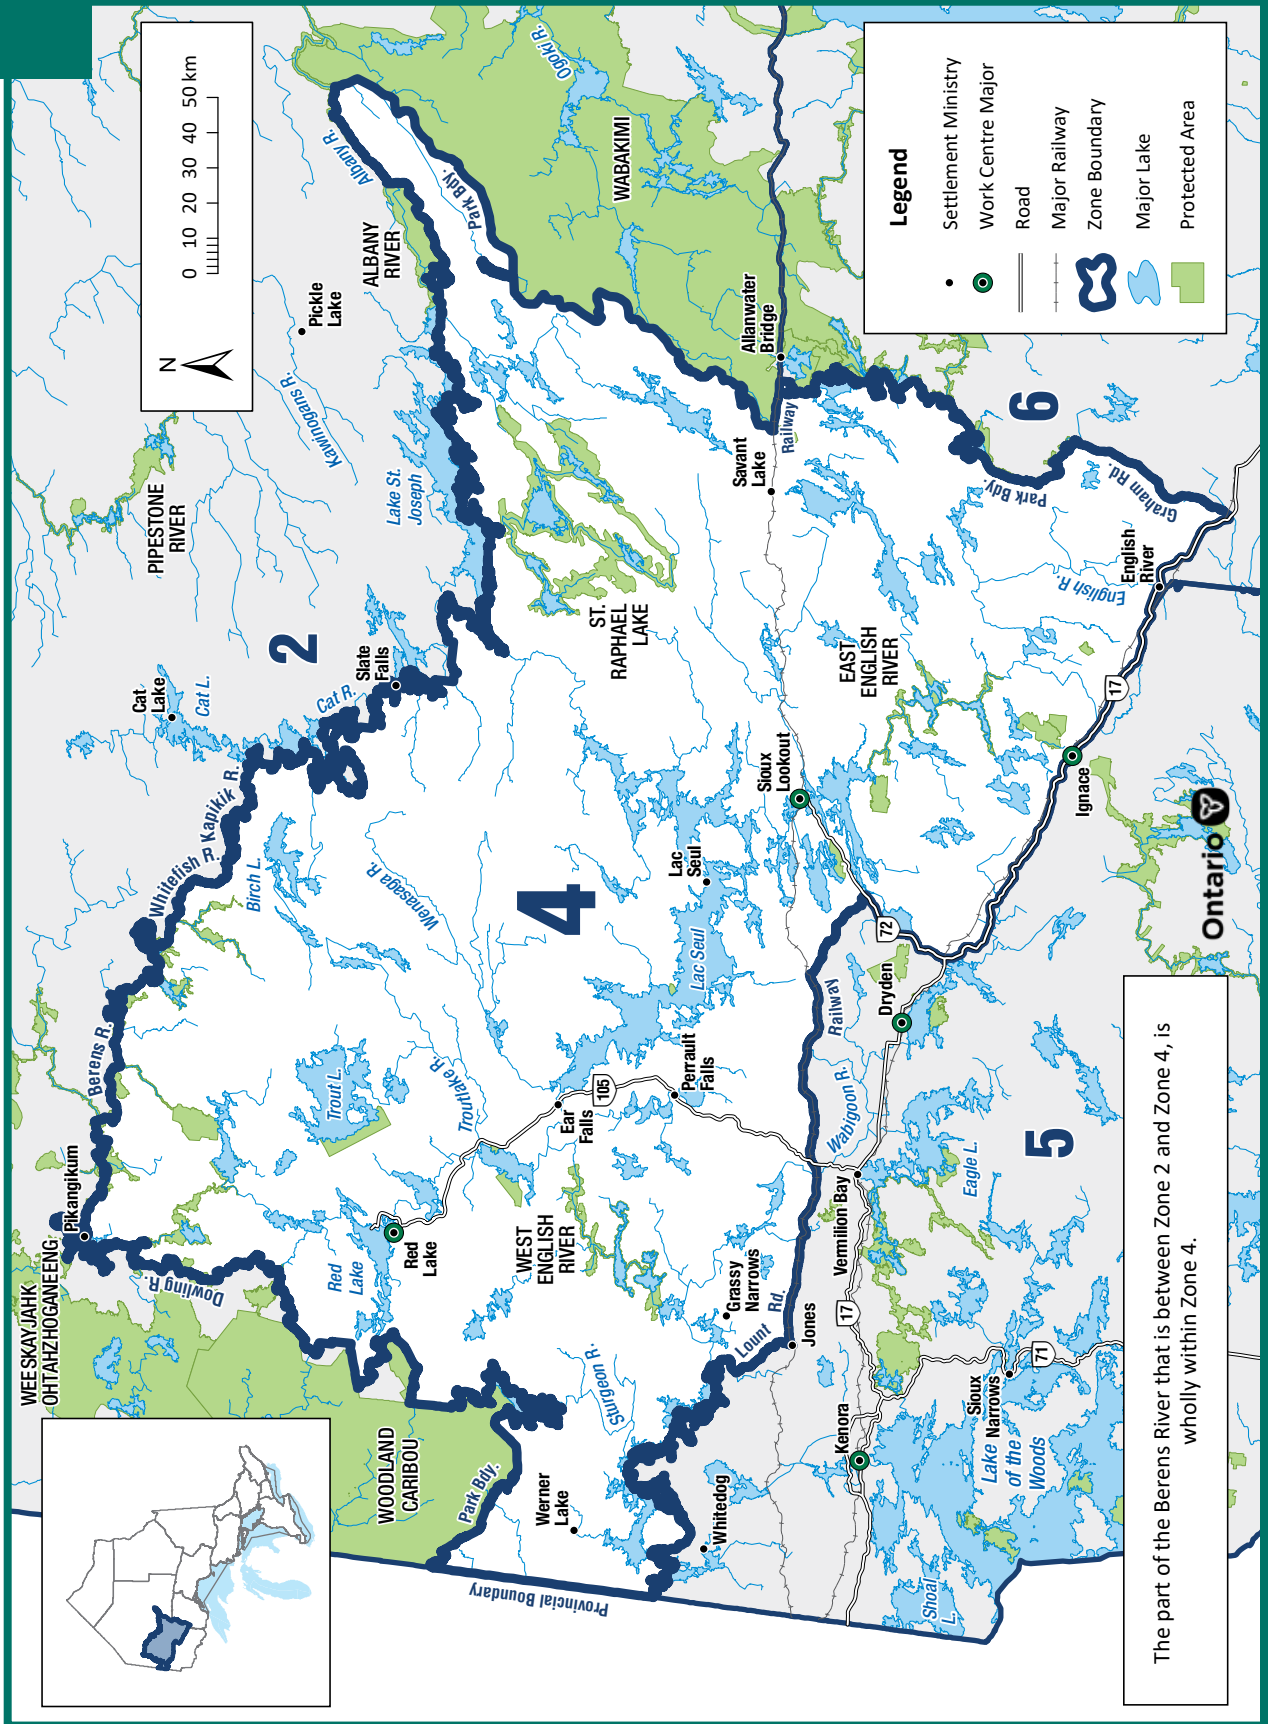 WEESKAYJAHK
OHTAHZHOGANEENG
Pikangikum
Berens R.
Whitefish R.
Kapikik R.
Cat
Lake
Cat L.
2
PIPESTONE
RIVER
Kawinogans R.
Pickle
Lake
N
0 10 20 30 40 50 km
Dowling R.
Birch L.
Cat R.
Slate
Falls
Lake St.
Joseph
ALBANY
RIVER
Albany R.
Park Bdy.
Ogoki R.
Trout L.
Red
Lake
Red
Lake
Troutlake R.
Wenasaga R.
WOODLAND
CARIBOU
Park Bdy.
Werner
Lake
Sturgeon R.
WEST
ENGLISH
RIVER
Ear
Falls
105
4
ST.
RAPHAEL
LAKE
WABAKIMI
Provincial Boundary
Whitedog
Grassy
Narrows
Lount
Rd.
Jones
Perrault
Falls
Lac Seul
Lac
Seul
Sioux
Lookout
Savant
Lake
Railway
Allanwater
Bridge
Kenora
17
Vermilion Bay
Wabigoon R.
Railway
Dryden
72
EAST
ENGLISH
RIVER
Shoal
L.
Lake
of the
Woods
Sioux
Narrows
71
Eagle L.
5
Ignace
17
English R.
English
River
Park Bdy.
Graham Rd.
6
Legend
Settlement Ministry
Work Centre Major
Road
Major Railway
Zone Boundary
Major Lake
Protected Area
The part of the Berens River that is between Zone 2 and Zone 4, is
wholly within Zone 4.
Ontario